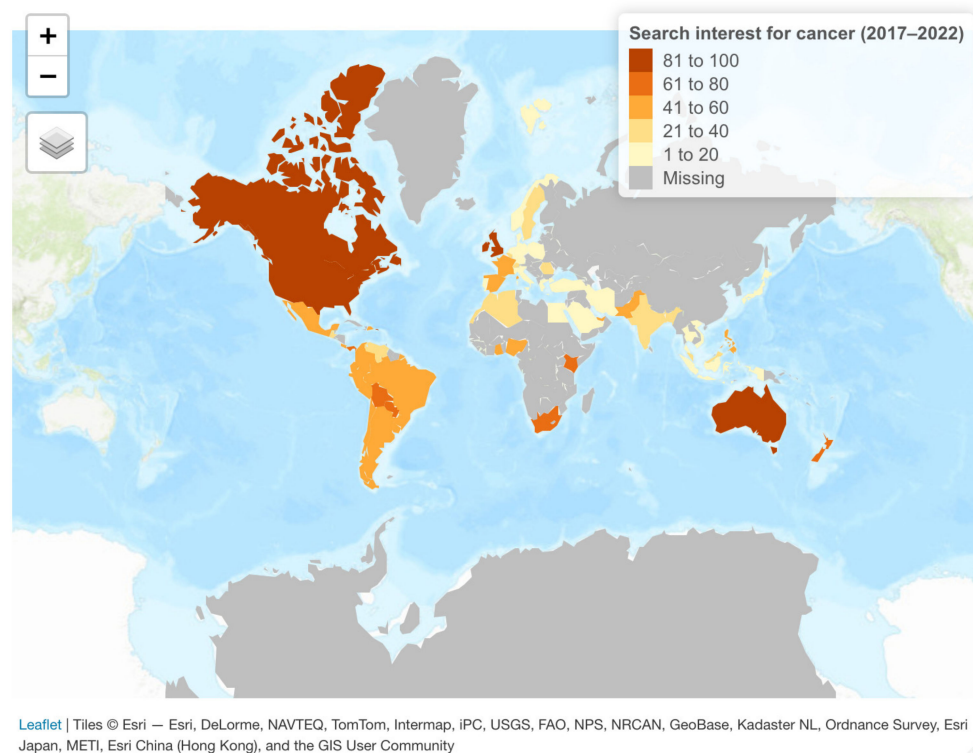 +
−
Search interest for cancer (2017–2022)
81 to 100
61 to 80
41 to 60
21 to 40
1 to 20
Missing
Leaflet | Tiles © Esri — Esri, DeLorme, NAVTEQ, TomTom, Intermap, iPC, USGS, FAO, NPS, NRCAN, GeoBase, Kadaster NL, Ordnance Survey, Esri
Japan, METI, Esri China (Hong Kong), and the GIS User Community